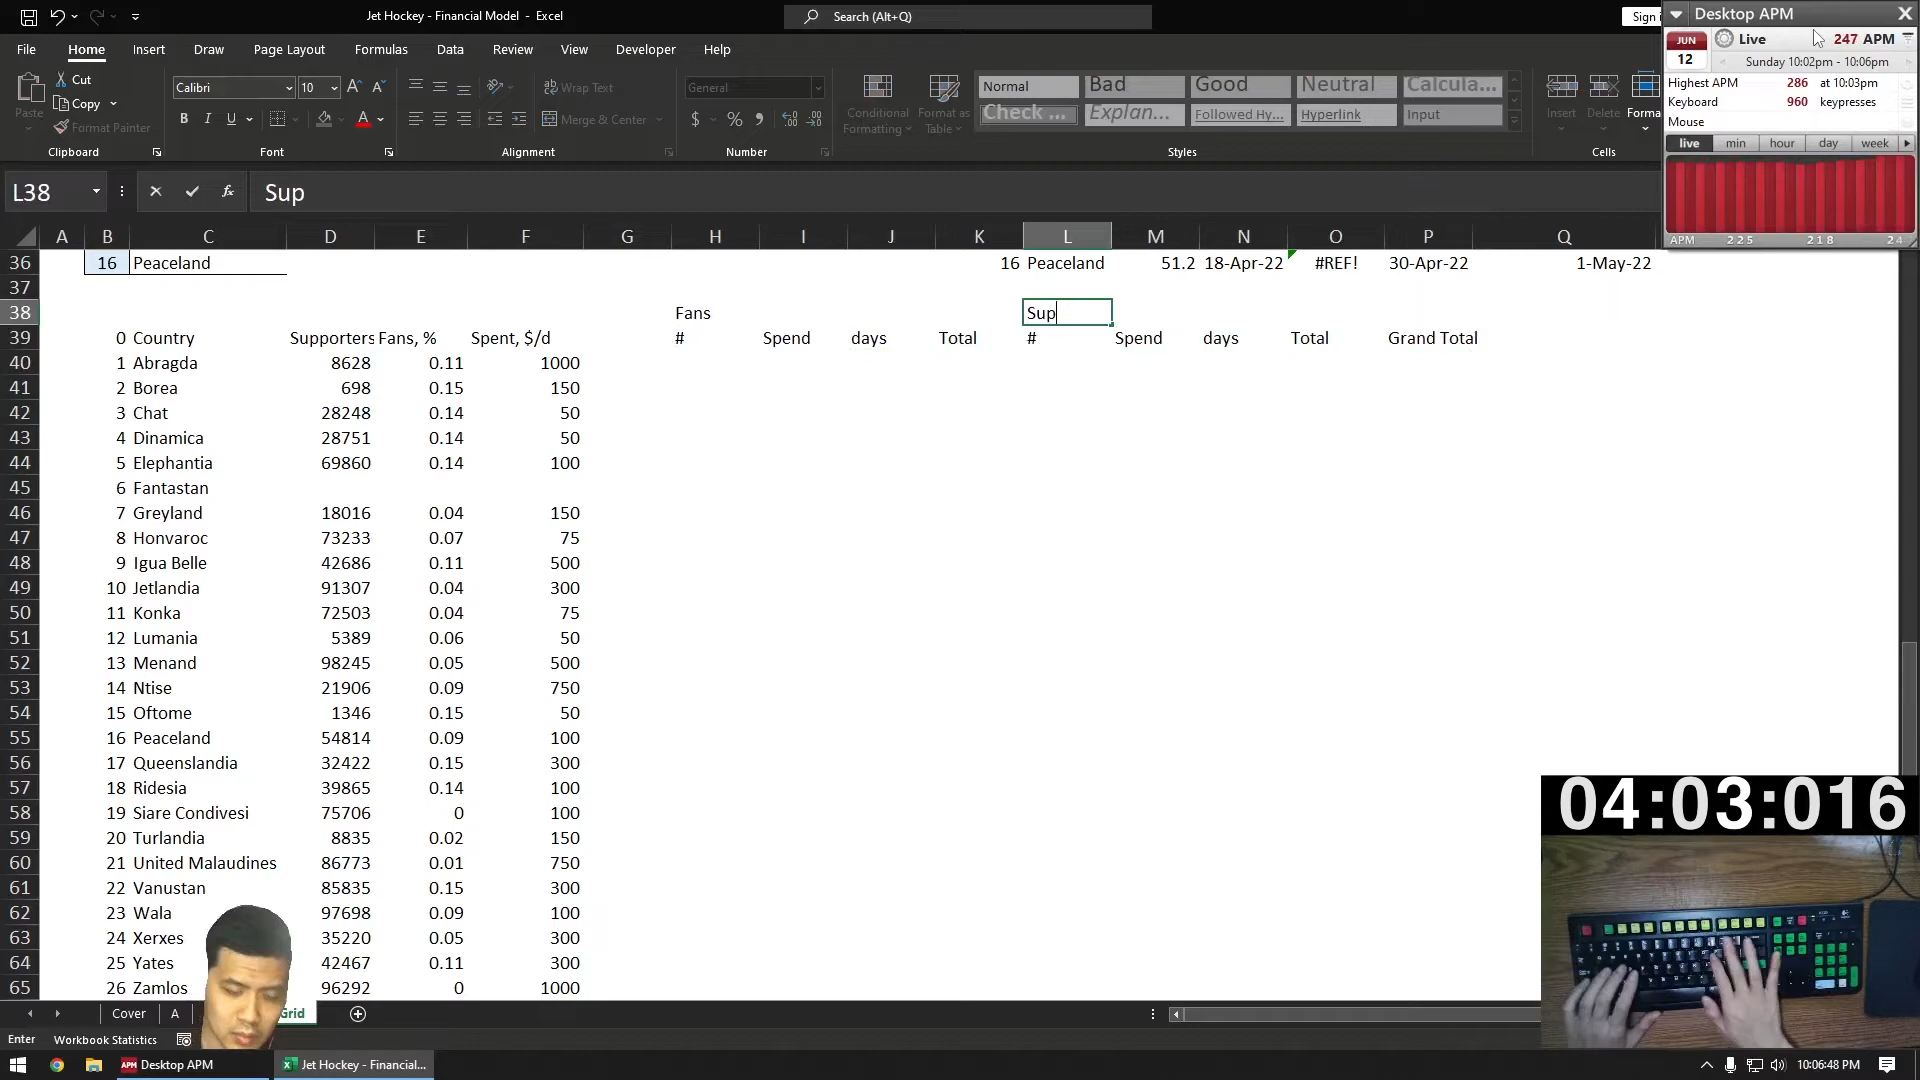 Jet Hockey - Financial Model - Excel
Search (Alt+Q)
Sign i
Desktop APM
File Home Insert Draw Page Layout Formulas Data Review View Developer Help
JUN 12
Live 247 APM
Sunday 10:02pm - 10:06pm
Highest APM 286 at 10:03pm
Keyboard 960 keypresses
Mouse
live min hour day week
APM 225 218 24
Paste
Cut
Copy
Format Painter
Calibri 10
Wrap Text
Merge & Center
General
Conditional Formatting
Format as Table
Normal Bad Good Neutral Calcula...
Check ... Explan... Followed Hy... Hyperlink Input
Insert Delete Forma
Clipboard Font Alignment Number Styles Cells
L38 Sup
A B C D E F G H I J K L M N O P Q
36 16 Peaceland 16 Peaceland 51.2 18-Apr-22 #REF! 30-Apr-22 1-May-22
37
38 Fans Sup
39 0 Country Supporters Fans, % Spent, $/d # Spend days Total # Spend days Total Grand Total
40 1 Abragda 8628 0.11 1000
41 2 Borea 698 0.15 150
42 3 Chat 28248 0.14 50
43 4 Dinamica 28751 0.14 50
44 5 Elephantia 69860 0.14 100
45 6 Fantastan
46 7 Greyland 18016 0.04 150
47 8 Honvaroc 73233 0.07 75
48 9 Igua Belle 42686 0.11 500
49 10 Jetlandia 91307 0.04 300
50 11 Konka 72503 0.04 75
51 12 Lumania 5389 0.06 50
52 13 Menand 98245 0.05 500
53 14 Ntise 21906 0.09 750
54 15 Oftome 1346 0.15 50
55 16 Peaceland 54814 0.09 100
56 17 Queenslandia 32422 0.15 300
57 18 Ridesia 39865 0.14 100
58 19 Siare Condivesi 75706 0 100
59 20 Turlandia 8835 0.02 150
60 21 United Malaudines 86773 0.01 750
61 22 Vanustan 85835 0.15 300
62 23 Wala 97698 0.09 100
63 24 Xerxes 35220 0.05 300
64 25 Yates 42467 0.11 300
65 26 Zamlos 96292 0 1000
04:03:016
Cover A Grid
Enter Workbook Statistics
APM Desktop APM Jet Hockey - Financial... 10:06:48 PM